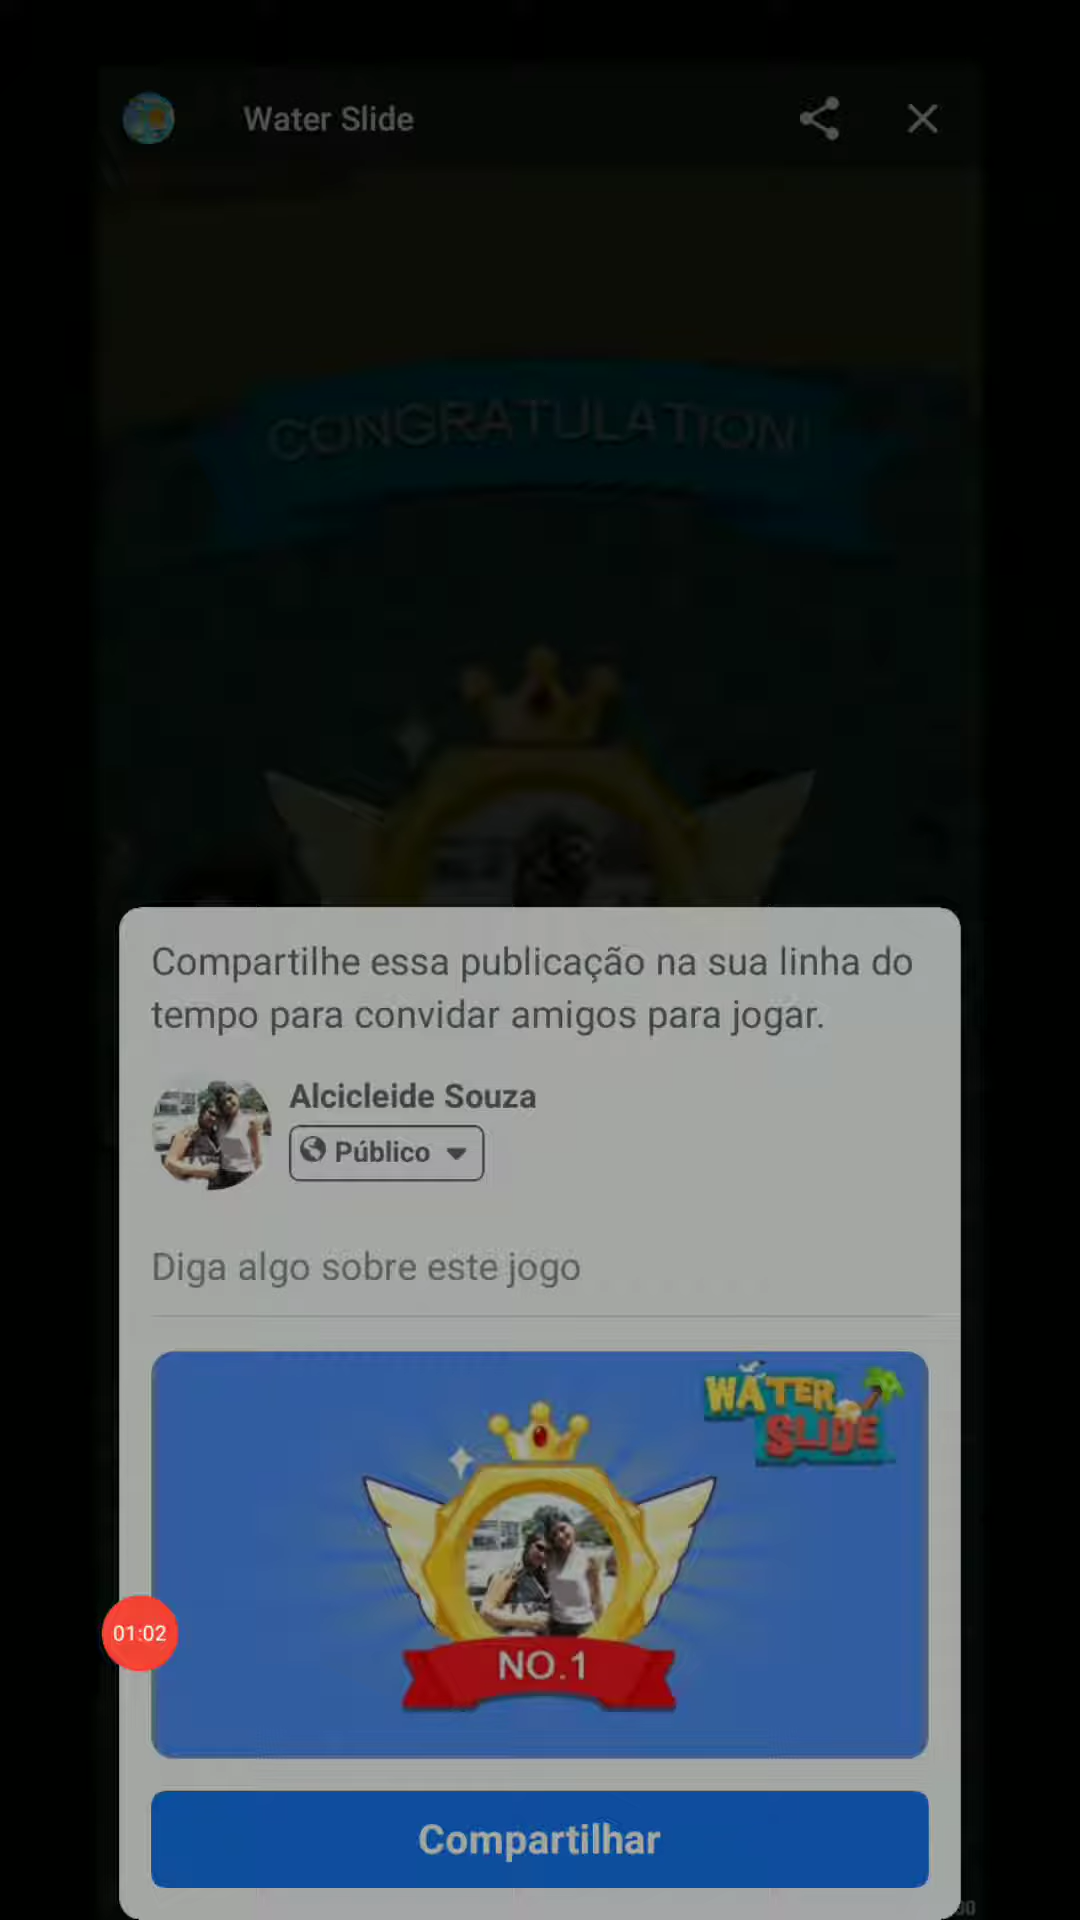 Water Slide
CONGRATULATION!
Compartilhe essa publicação na sua linha do
tempo para convidar amigos para jogar.
Alcicleide Souza
Público
Diga algo sobre este jogo
WATER
SLIDE
01:02
NO.1
Compartilhar